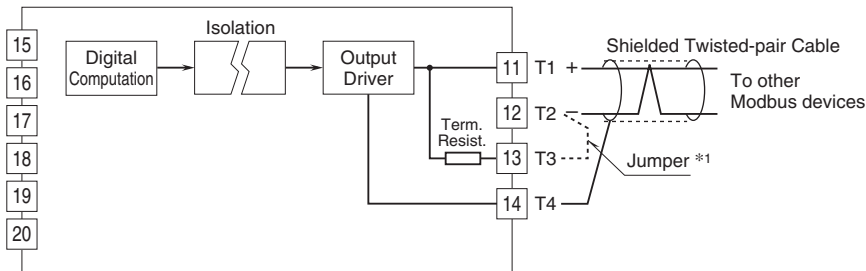 Isolation
Digital
Computation
Output
Driver
Term.
Resist.
15
16
17
18
19
20
11 T1 +
12 T2 –
13 T3
14 T4
Shielded Twisted-pair Cable
To other
Modbus devices
Jumper *1